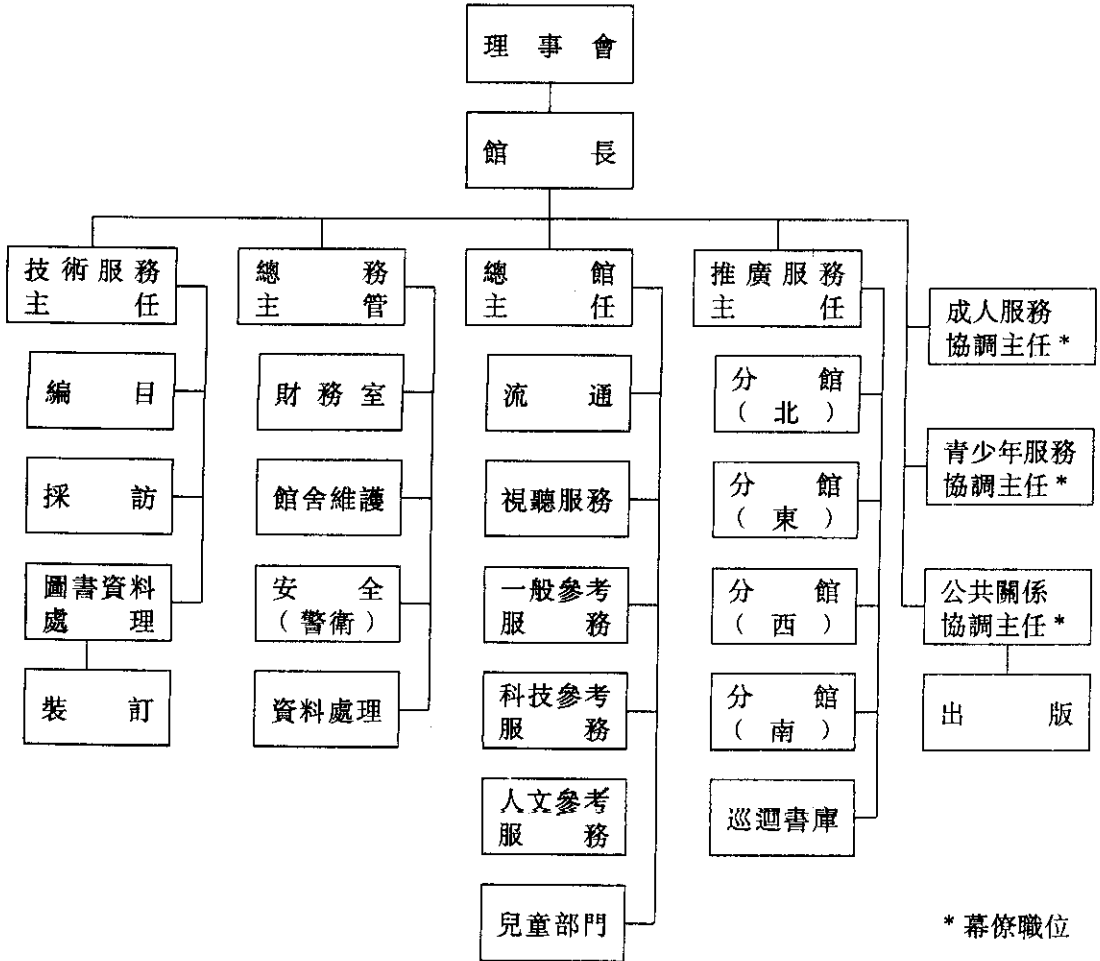 理事會
館長
技術服務
主任
編目
採訪
圖書資料
處理
裝訂
總務
主管
財務室
館舍維護
安全
(警衛)
資料處理
總館
主任
流通
視聽服務
一般參考
服務
科技參考
服務
人文參考
服務
兒童部門
推廣服務
主任
分館
(北)
分館
(東)
分館
(西)
分館
(南)
巡迴書庫
成人服務
協調主任*
青少年服務
協調主任*
公共關係
協調主任*
出版
*幕僚職位